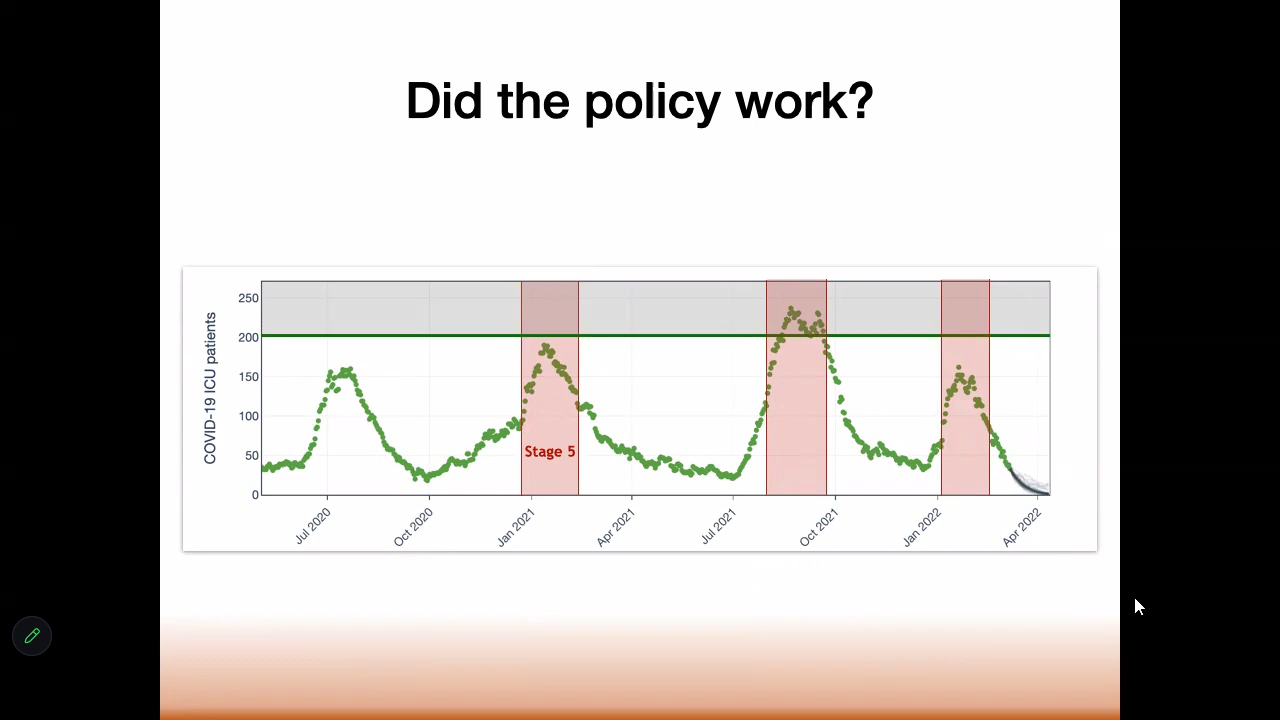 Did the policy work?
COVID-19 ICU patients
250
200
150
100
50
0
Stage 5
Jul 2020
Oct 2020
Jan 2021
Apr 2021
Jul 2021
Oct 2021
Jan 2022
Apr 2022